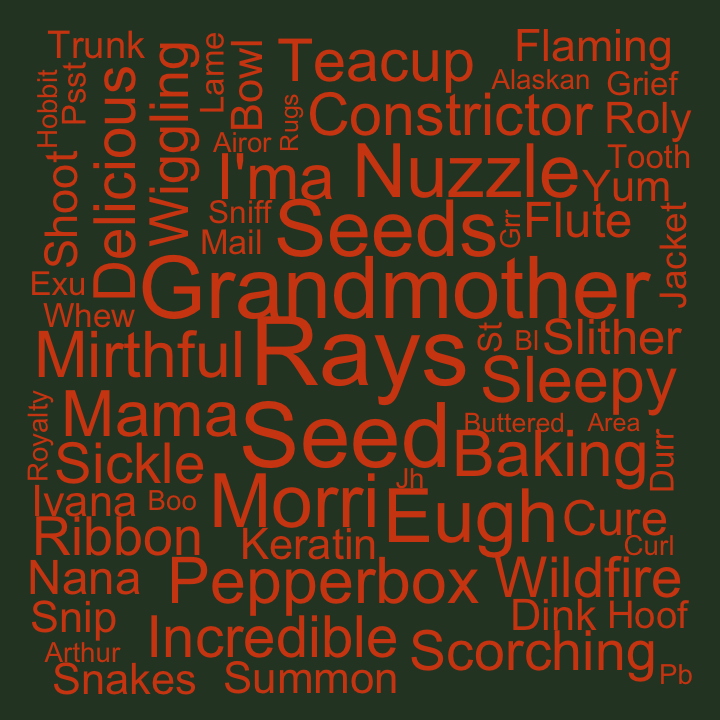 Trunk
Teacup
Flaming
Hobbit
Psst
Delicious
Wiggling
Lame
Bowl
Alaskan
Grief
Rugs
Constrictor
Roly
Airor
Tooth
I'ma
Nuzzle
Yum
Shoot
Sniff
Seeds
Grr
Flute
Jacket
Mail
Exu
Grandmother
Whew
Mirthful
Rays
St
Bl
Slither
Sleepy
Royalty
Mama
Seed
Buttered
Area
Sickle
Baking
Durr
Ivana
Boo
Morri
Jh
Eugh
Cure
Ribbon
Keratin
Curl
Nana
Pepperbox
Wildfire
Snip
Dink
Hoof
Arthur
Incredible
Scorching
Snakes
Summon
Pb